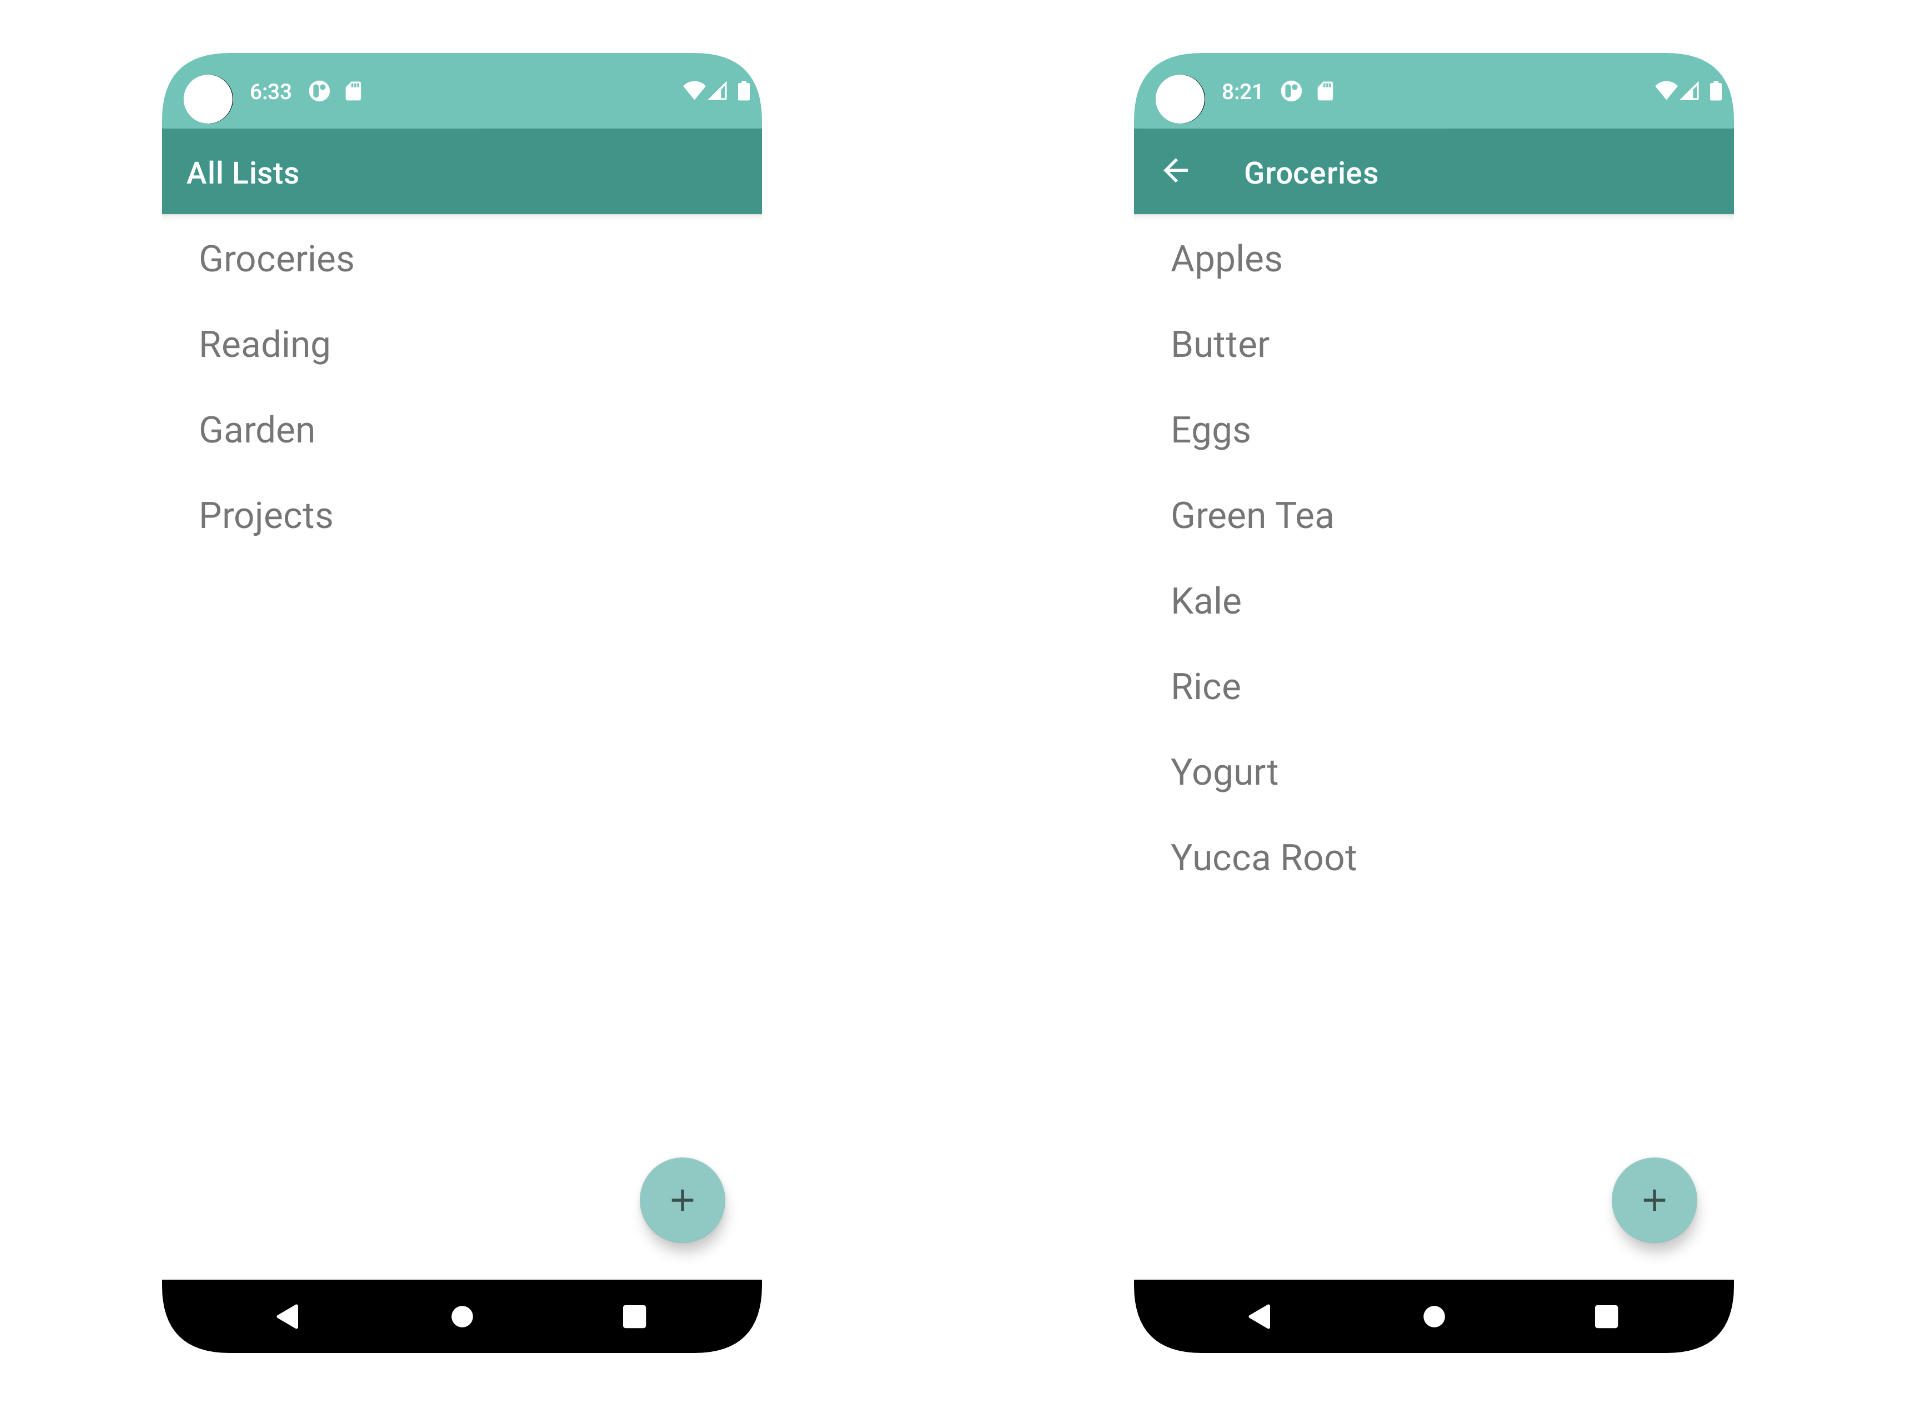 6:33
All Lists
Groceries
Reading
Garden
Projects
8:21
Groceries
Apples
Butter
Eggs
Green Tea
Kale
Rice
Yogurt
Yucca Root